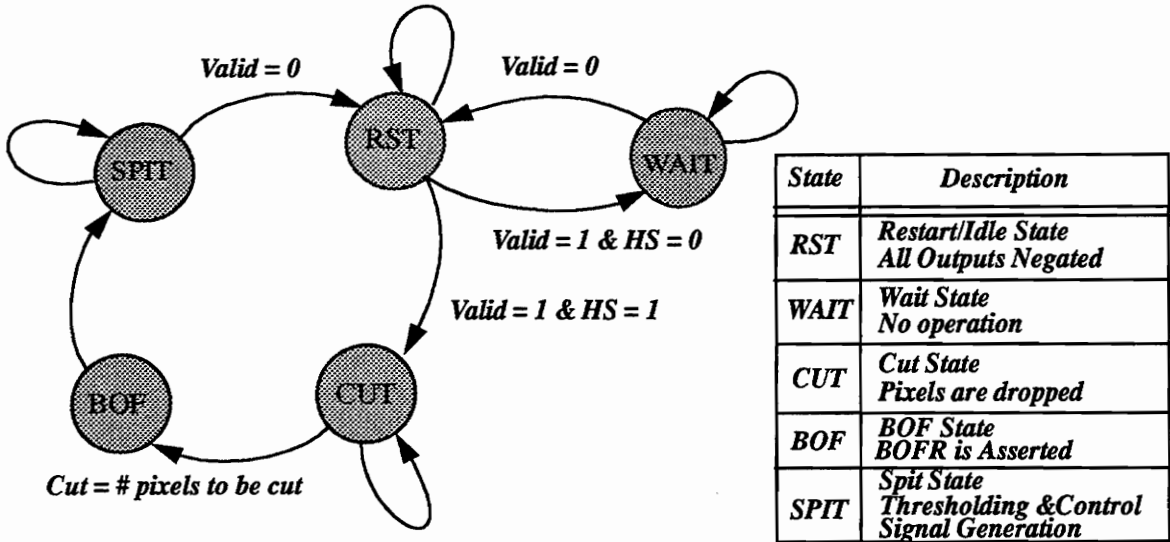 Valid = 0
Valid = 0
SPIT
RST
WAIT
Valid = 1 & HS = 0
Valid = 1 & HS = 1
BOF
CUT
Cut = # pixels to be cut
State Description
RST Restart/Idle State
All Outputs Negated
WAIT Wait State
No operation
CUT Cut State
Pixels are dropped
BOF BOF State
BOFR is Asserted
SPIT Spit State
Thresholding &Control
Signal Generation